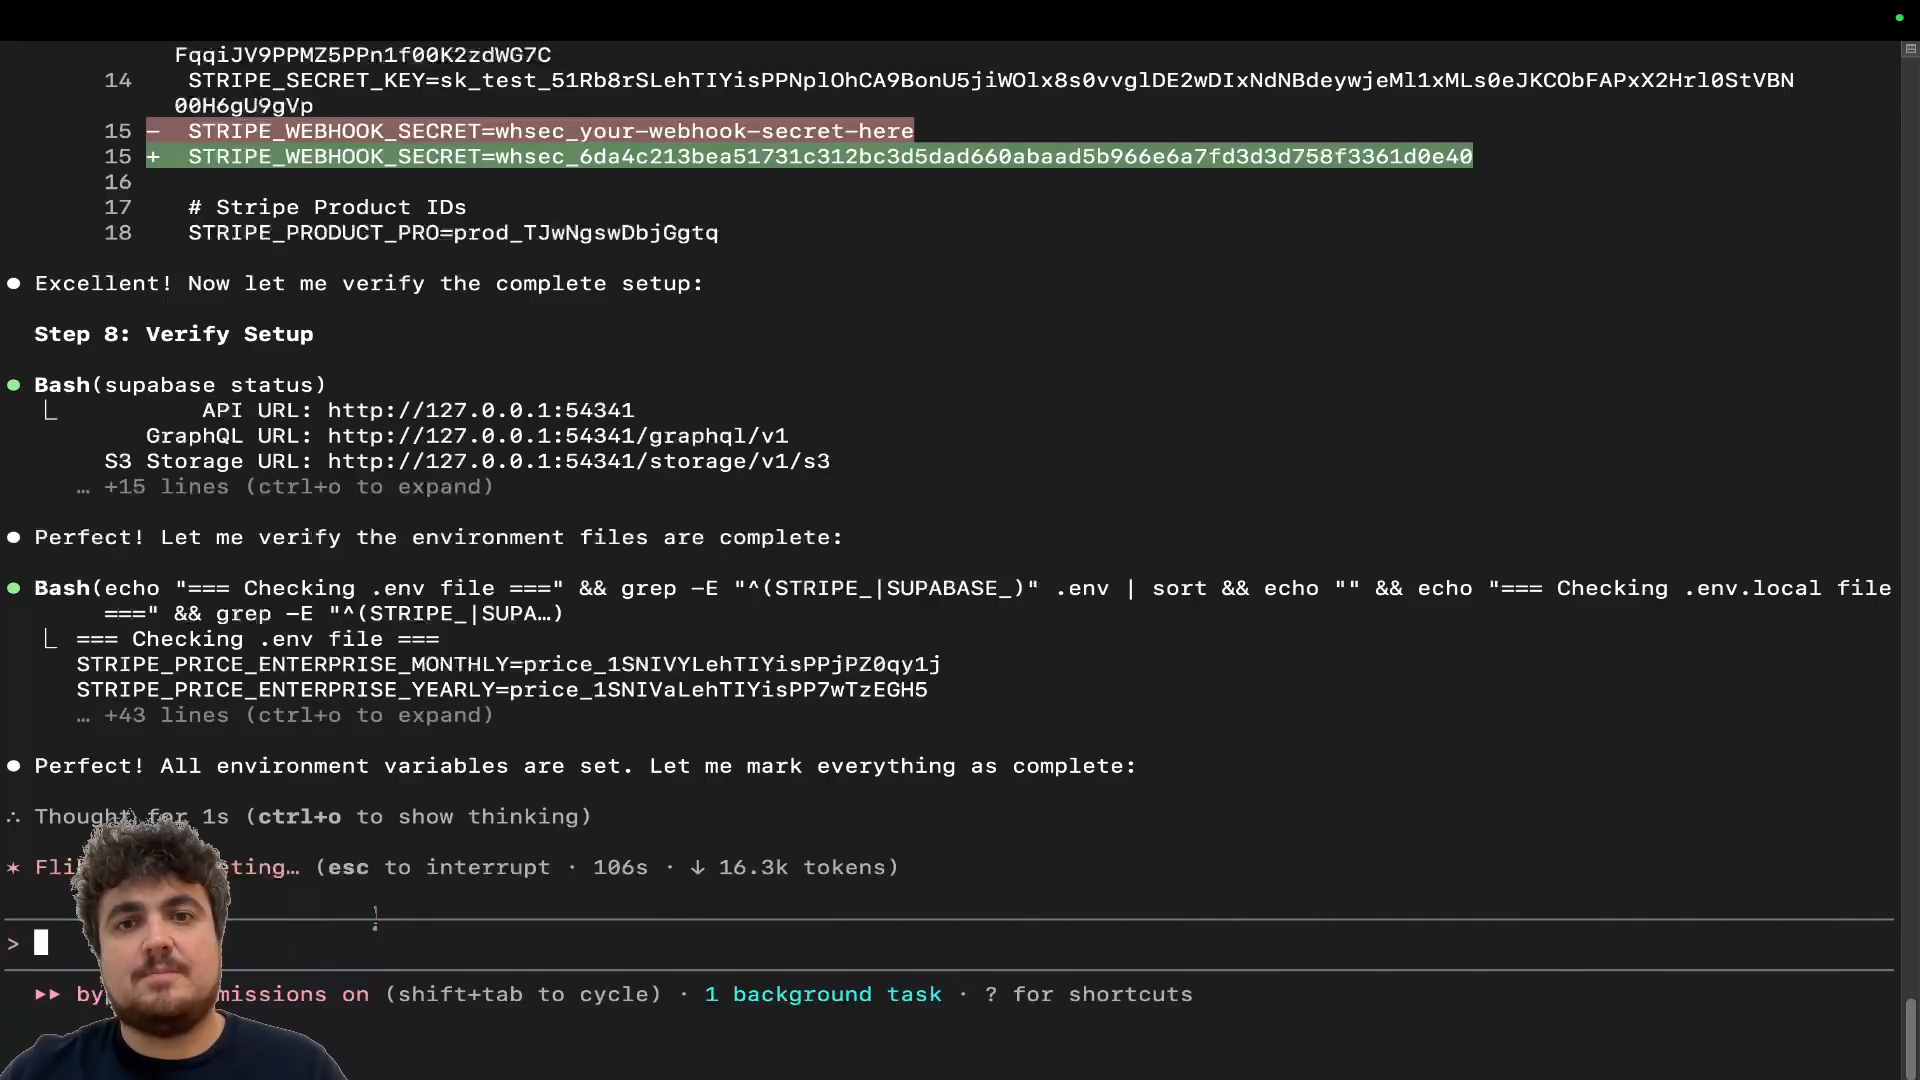 FqqiJV9PPMZ5PPn1f00K2zdWG7C
14 STRIPE_SECRET_KEY=sk_test_51Rb8rSLehTIYisPPNplOhCA9BonU5jiWOlx8s0vvglDE2wDIxNdNBdeywjeMl1xMLs0eJKCObFAPxX2Hrl0StVBN
00H6gU9gVp
15 - STRIPE_WEBHOOK_SECRET=whsec_your-webhook-secret-here
15 + STRIPE_WEBHOOK_SECRET=whsec_6da4c213bea51731c312bc3d5dad660abaad5b966e6a7fd3d3d758f3361d0e40
16
17 # Stripe Product IDs
18 STRIPE_PRODUCT_PRO=prod_TJwNgswDbjGgtq
● Excellent! Now let me verify the complete setup:
Step 8: Verify Setup
● Bash(supabase status)
⎿ API URL: http://127.0.0.1:54341
GraphQL URL: http://127.0.0.1:54341/graphql/v1
S3 Storage URL: http://127.0.0.1:54341/storage/v1/s3
… +15 lines (ctrl+o to expand)
● Perfect! Let me verify the environment files are complete:
● Bash(echo "=== Checking .env file ===" && grep -E "^(STRIPE_|SUPABASE_)" .env | sort && echo "" && echo "=== Checking .env.local file
===" && grep -E "^(STRIPE_|SUPA…)
⎿ === Checking .env file ===
STRIPE_PRICE_ENTERPRISE_MONTHLY=price_1SNIVYLehTIYisPPjPZ0qy1j
STRIPE_PRICE_ENTERPRISE_YEARLY=price_1SNIVaLehTIYisPP7wTzEGH5
… +43 lines (ctrl+o to expand)
● Perfect! All environment variables are set. Let me mark everything as complete:
∴ Thought for 1s (ctrl+o to show thinking)
(esc to interrupt · 106s · ↓ 16.3k tokens)
>
on (shift+tab to cycle) · 1 background task · ? for shortcuts